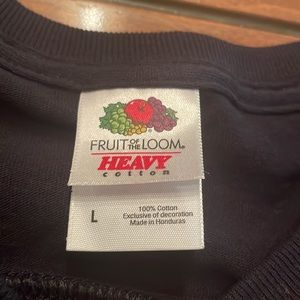 FRUIT OF THE LOOM®
HEAVY
cotton
L
100% Cotton
Exclusive of decoration
Made in Honduras